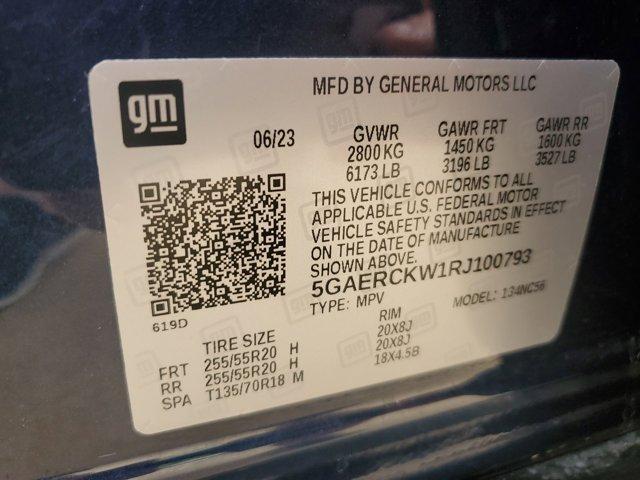 gm
MFD BY GENERAL MOTORS LLC
06/23 GVWR GAWR FRT GAWR RR
2800 KG 1450 KG 1600 KG
6173 LB 3196 LB 3527 LB
THIS VEHICLE CONFORMS TO ALL
APPLICABLE U.S. FEDERAL MOTOR
VEHICLE SAFETY STANDARDS IN EFFECT
ON THE DATE OF MANUFACTURE
SHOWN ABOVE.
5GAERCKW1RJ100793
TYPE: MPV MODEL: 134NC56
619D
TIRE SIZE RIM
FRT 255/55R20 H 20X8J
RR 255/55R20 H 20X8J
SPA T135/70R18 M 18X4.5B